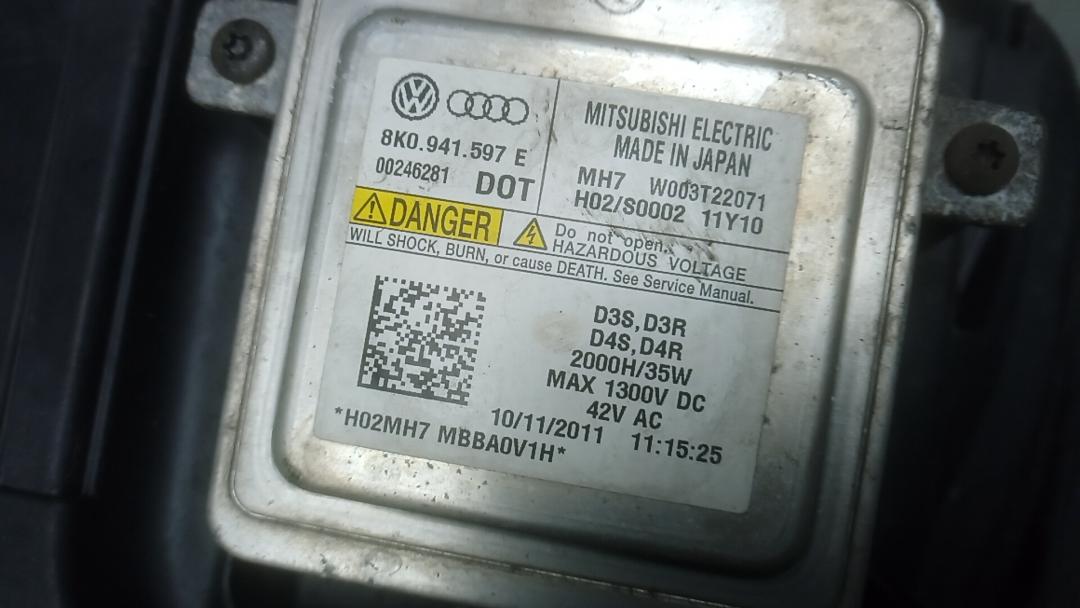 8K0.941.597 E
00246281 DOT
MITSUBISHI ELECTRIC
MADE IN JAPAN
MH7 W003T22071
H02/S0002 11Y10
DANGER
Do not open.
HAZARDOUS VOLTAGE
WILL SHOCK, BURN, or cause DEATH. See Service Manual.
D3S, D3R
D4S, D4R
2000H/35W
MAX 1300V DC
42V AC
10/11/2011 11:15:25
*H02MH7 MBBA0V1H*